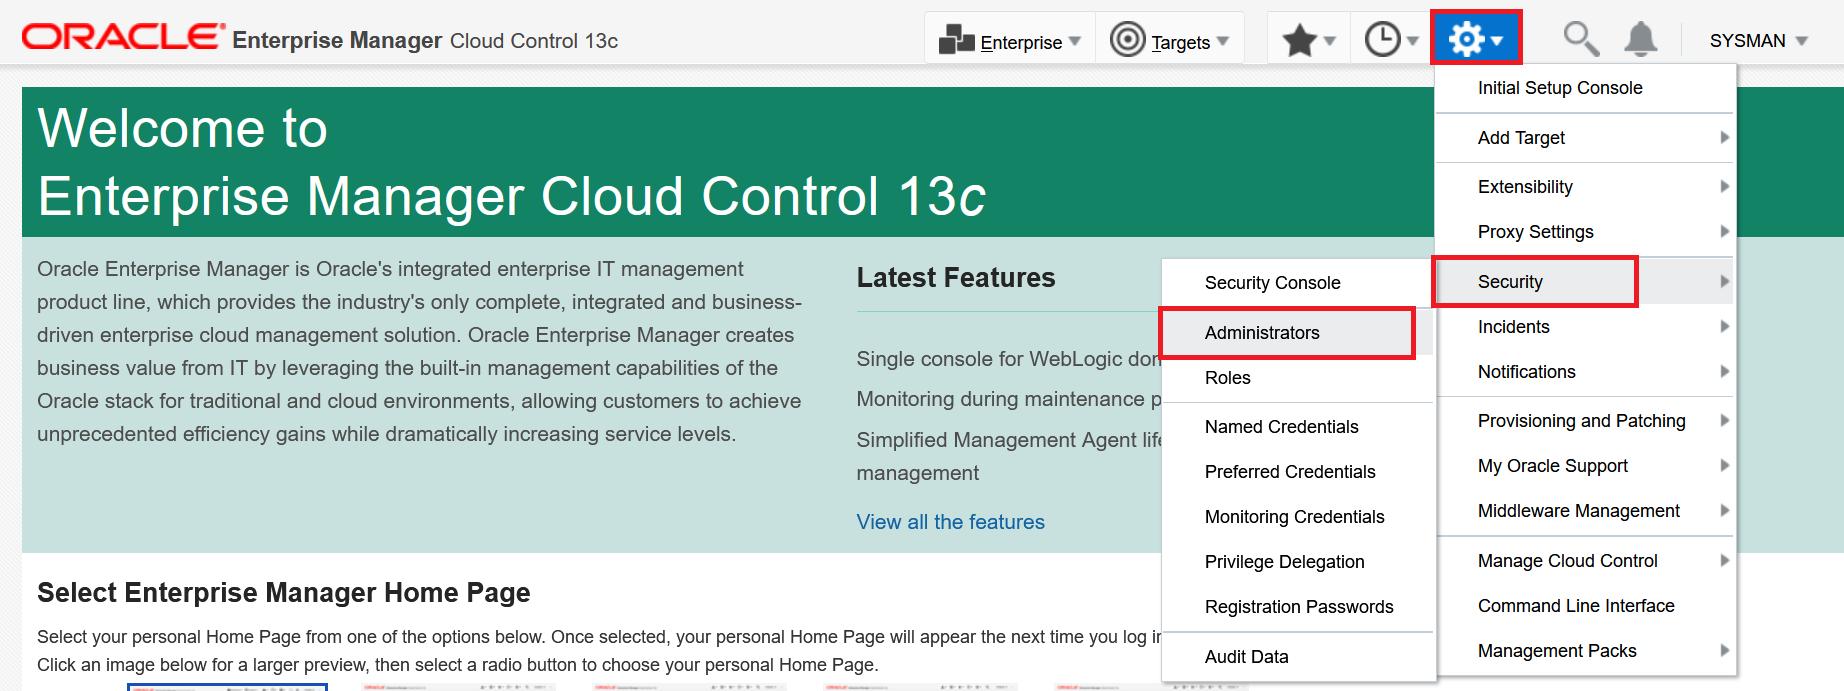 ORACLE Enterprise Manager Cloud Control 13c
Enterprise
Targets
SYSMAN
Initial Setup Console
Add Target
Extensibility
Proxy Settings
Security
Incidents
Notifications
Provisioning and Patching
My Oracle Support
Middleware Management
Manage Cloud Control
Command Line Interface
Management Packs
Security Console
Administrators
Roles
Named Credentials
Preferred Credentials
Monitoring Credentials
Privilege Delegation
Registration Passwords
Audit Data
Welcome to
Enterprise Manager Cloud Control 13c
Oracle Enterprise Manager is Oracle's integrated enterprise IT management
product line, which provides the industry's only complete, integrated and business-
driven enterprise cloud management solution. Oracle Enterprise Manager creates
business value from IT by leveraging the built-in management capabilities of the
Oracle stack for traditional and cloud environments, allowing customers to achieve
unprecedented efficiency gains while dramatically increasing service levels.
Latest Features
Single console for WebLogic
Monitoring during maintenance
Simplified Management Agent
management
View all the features
Select Enterprise Manager Home Page
Select your personal Home Page from one of the options below. Once selected, your personal Home Page will appear the next time you log
Click an image below for a larger preview, then select a radio button to choose your personal Home Page.